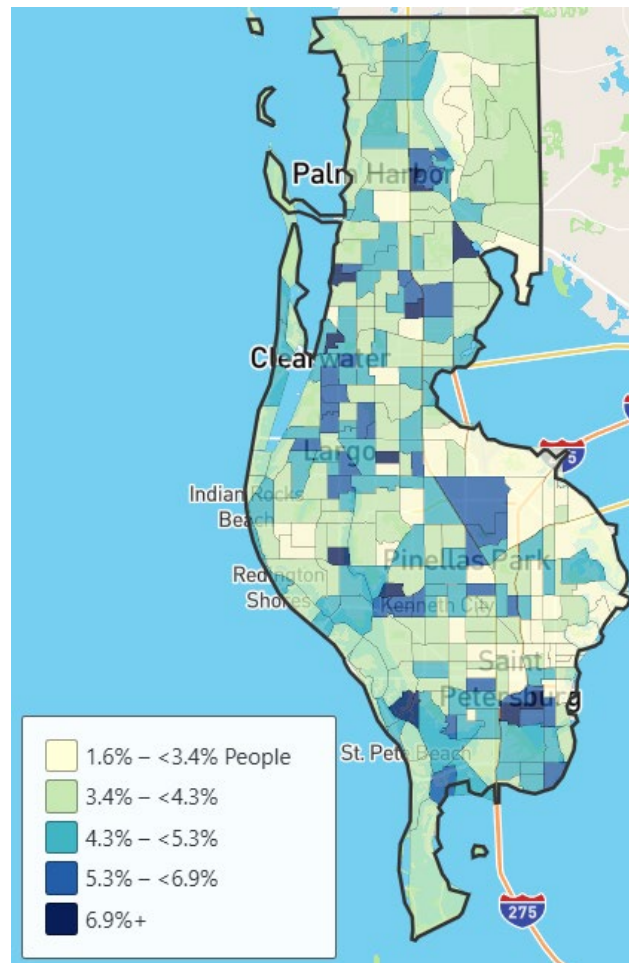 Palm Harbor
Clearwater
Largo
Indian Rocks
Beach
Pinellas Park
Redington
Shores
Kenneth City
Saint
Petersburg
St. Pete Beach
5
275
1.6% – <3.4% People
3.4% – <4.3%
4.3% – <5.3%
5.3% – <6.9%
6.9%+